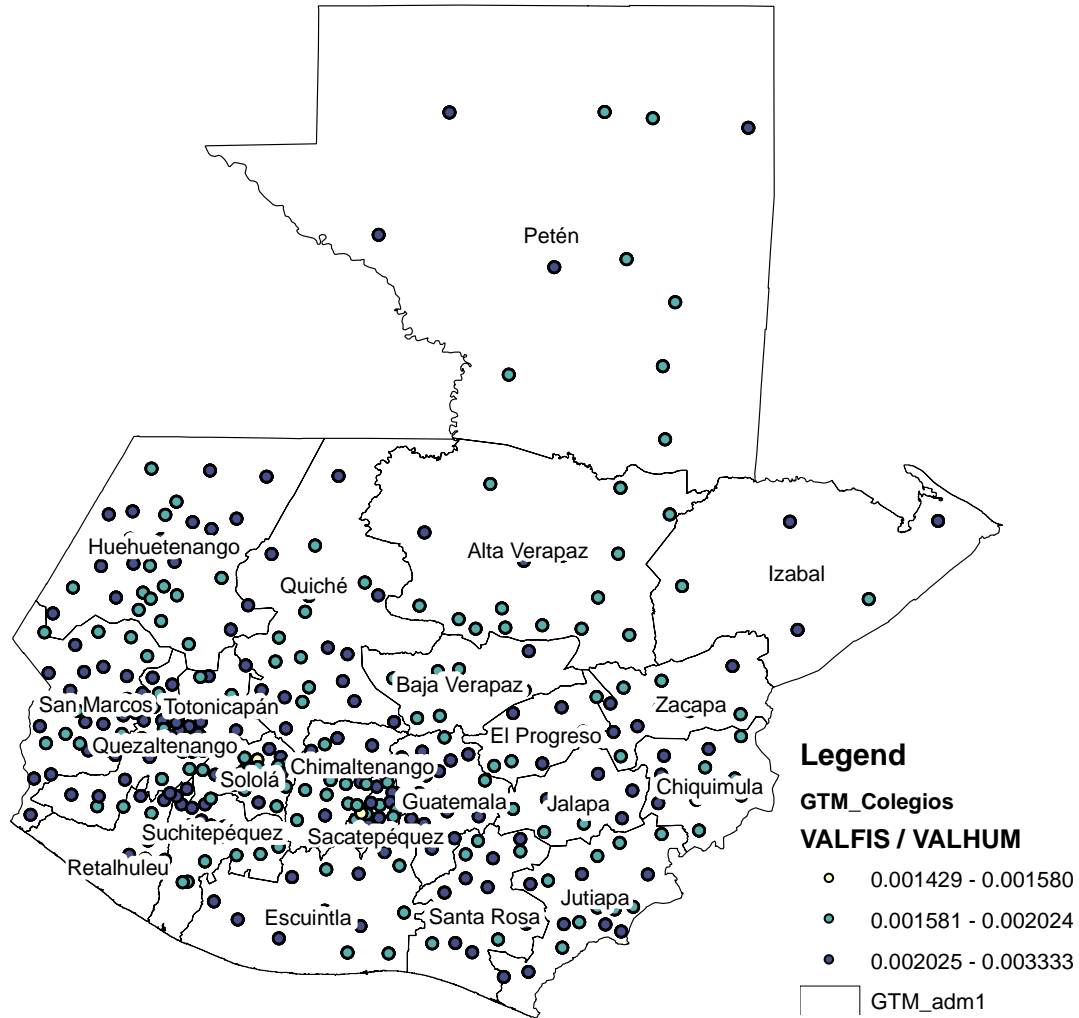 Petén
Huehuetenango
Alta Verapaz
Izabal
Quiché
Baja Verapaz
San Marcos
Totonicapán
Zacapa
El Progreso
Quezaltenango
Sololá
Chimaltenango
Chiquimula
Guatemala
Jalapa
Suchitepéquez
Sacatepéquez
Retalhuleu
Jutiapa
Escuintla
Santa Rosa
Legend
GTM_Colegios
VALFIS / VALHUM
0.001429 - 0.001580
0.001581 - 0.002024
0.002025 - 0.003333
GTM_adm1